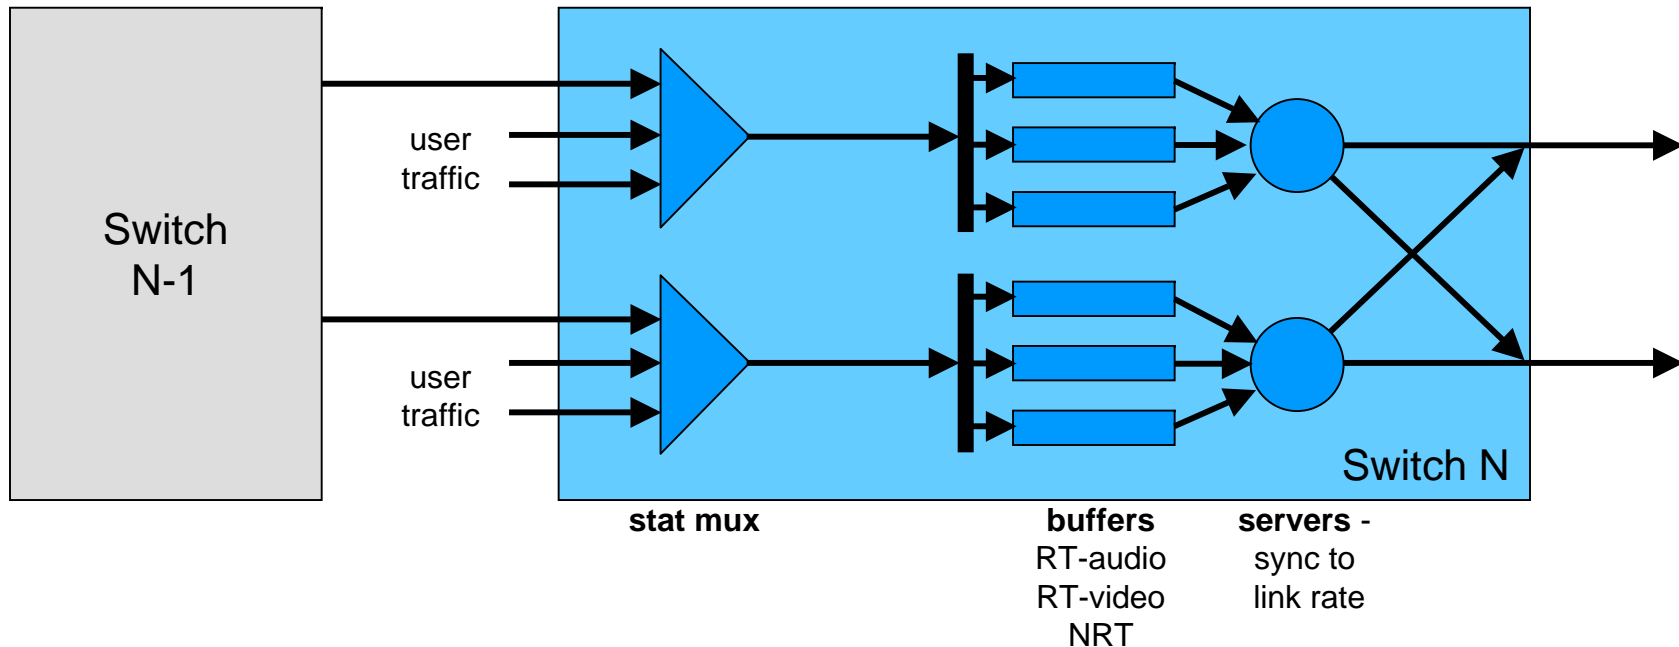 Switch
N-1
user
traffic
user
traffic
Switch N
stat mux
buffers
RT-audio
RT-video
NRT
servers -
sync to
link rate